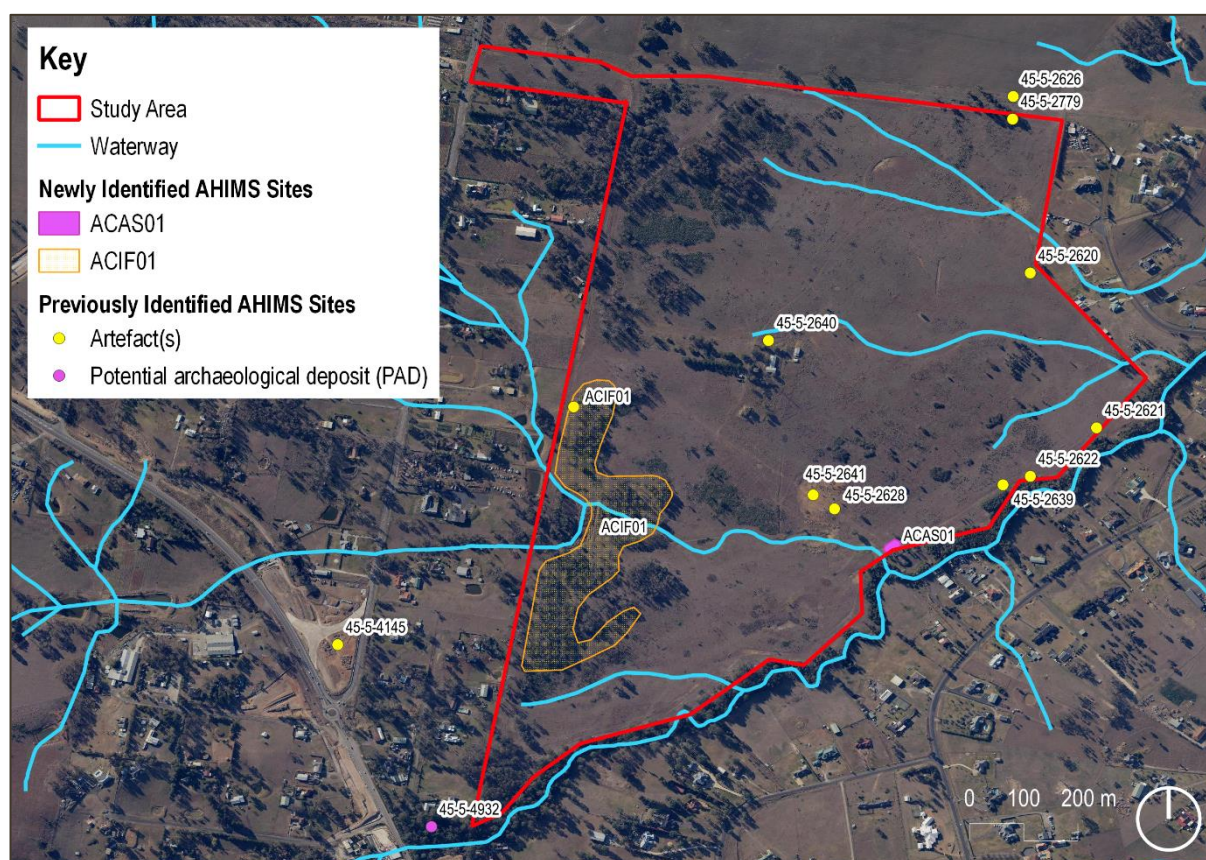 Key
Study Area
Waterway
Newly Identified AHIMS Sites
ACAS01
ACIF01
Previously Identified AHIMS Sites
Artefact(s)
Potential archaeological deposit (PAD)
45-5-2626
45-5-2779
45-5-2620
45-5-2640
ACIF01
45-5-2621
45-5-2622
45-5-2641
45-5-2639
45-5-2628
ACIF01
ACAS01
45-5-4145
45-5-4932
0 100 200 m